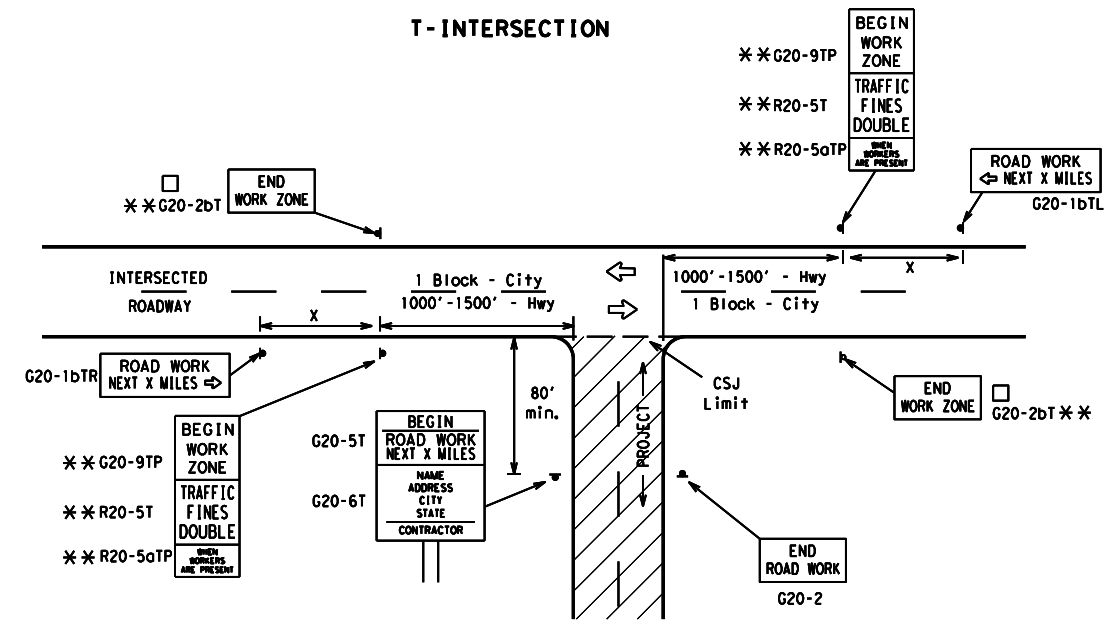 T-INTERSECTION
BEGIN
WORK
ZONE
**G20-9TP
TRAFFIC
FINES
DOUBLE
**R20-5T
WHEN
WORKERS
ARE PRESENT
**R20-5aTP
ROAD WORK
⇦ NEXT X MILES
G20-1bTL
END
WORK ZONE
□
**G20-2bT
INTERSECTED
ROADWAY
1 Block - City
1000'-1500' - Hwy
⇦
⇨
1000'-1500' - Hwy
1 Block - City
X
X
G20-1bTR
ROAD WORK
NEXT X MILES ⇨
80'
min.
CSJ
Limit
PROJECT
END
WORK ZONE
□
G20-2bT**
BEGIN
WORK
ZONE
**G20-9TP
TRAFFIC
FINES
DOUBLE
**R20-5T
WHEN
WORKERS
ARE PRESENT
**R20-5aTP
G20-5T
BEGIN
ROAD WORK
NEXT X MILES
G20-6T
NAME
ADDRESS
CITY
STATE
CONTRACTOR
END
ROAD WORK
G20-2